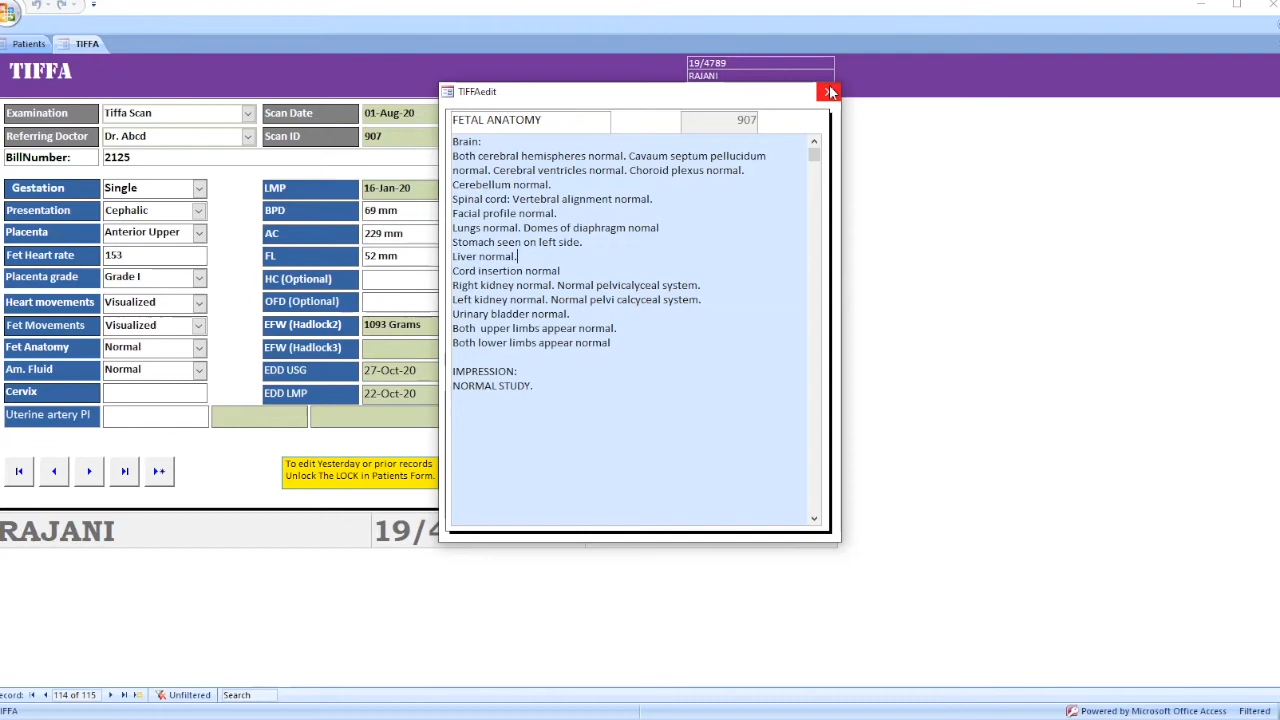 Patients
TIFFA
TIFFA
19/4789
RAJANI
Examination
Tiffa Scan
Scan Date
01-Aug-20
Referring Doctor
Dr. Abcd
Scan ID
907
BillNumber:
2125
Gestation
Single
LMP
16-Jan-20
Presentation
Cephalic
BPD
69 mm
Placenta
Anterior Upper
AC
229 mm
Fet Heart rate
153
FL
52 mm
Placenta grade
Grade I
HC (Optional)
Heart movements
Visualized
OFD (Optional)
Fet Movements
Visualized
EFW (Hadlock2)
1093 Grams
Fet Anatomy
Normal
EFW (Hadlock3)
Am. Fluid
Normal
EDD USG
27-Oct-20
Cervix
EDD LMP
22-Oct-20
Uterine artery PI
To edit Yesterday or prior records
Unlock The LOCK in Patients Form.
RAJANI
19/4
TIFFAedit
FETAL ANATOMY
907
Brain:
Both cerebral hemispheres normal. Cavaum septum pellucidum
normal. Cerebral ventricles normal. Choroid plexus normal.
Cerebellum normal.
Spinal cord: Vertebral alignment normal.
Facial profile normal.
Lungs normal. Domes of diaphragm nomal
Stomach seen on left side.
Liver normal.
Cord insertion normal
Right kidney normal. Normal pelvicalyceal system.
Left kidney normal. Normal pelvi calcyceal system.
Urinary bladder normal.
Both  upper limbs appear normal.
Both lower limbs appear normal
IMPRESSION:
NORMAL STUDY.
ecord:
114 of 115
Unfiltered
Search
IFFA
Powered by Microsoft Office Access
Filtered